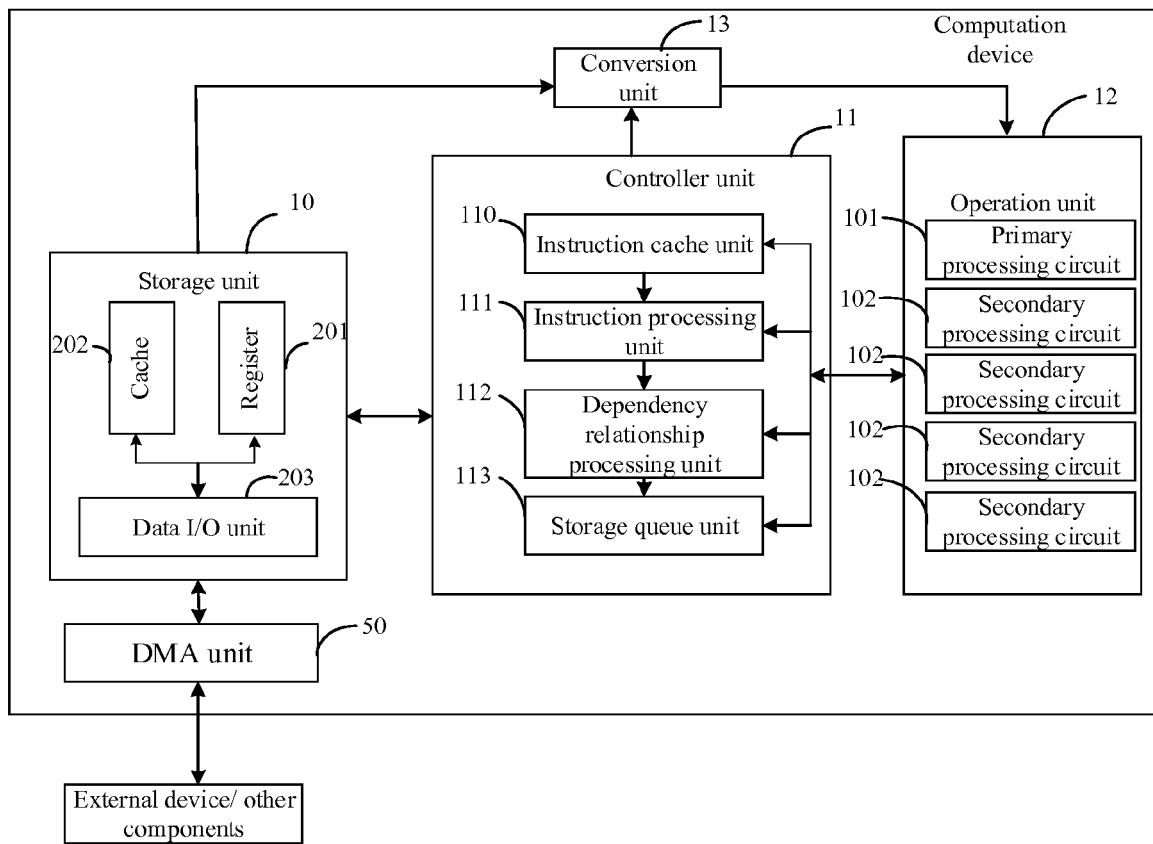 13
Computation
device
Conversion
unit
12
11
Controller unit
10
110
Operation unit
101
Instruction cache unit
Primary
processing circuit
Storage unit
111
Instruction processing
unit
102
Secondary
processing circuit
202
Cache
Register
201
102
Secondary
processing circuit
112
Dependency
relationship
processing unit
102
Secondary
processing circuit
203
113
102
Data I/O unit
Storage queue unit
Secondary
processing circuit
50
DMA unit
External device/ other
components